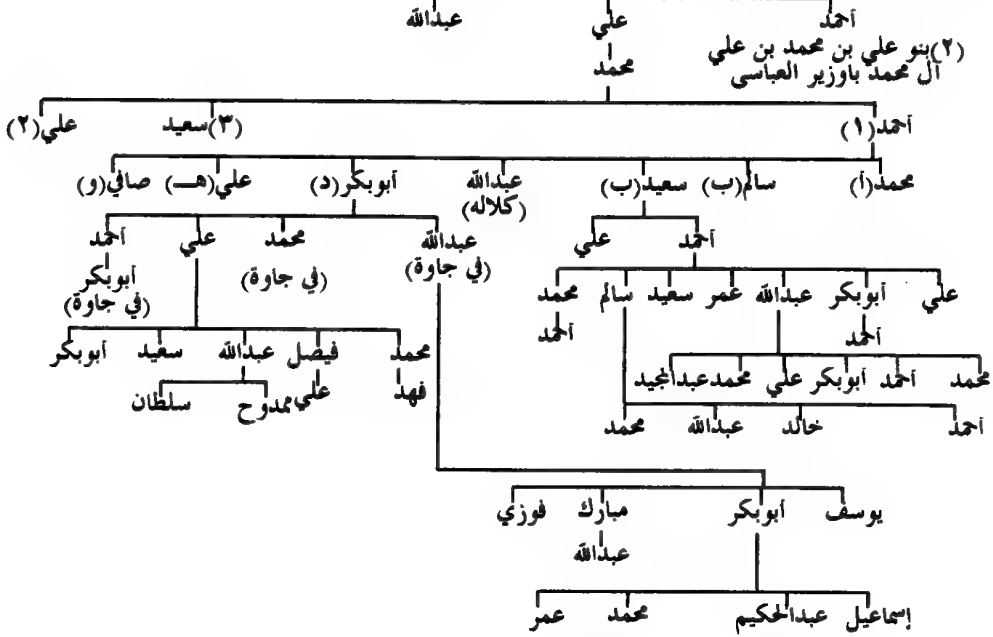 أحمد علي عبدالله
(٢)بنو علي بن محمد بن علي
آل محمد باوزير العباسى
محمد
أحمد(١) (٣)سعيد علي(٢)
محمد(أ) سالم(ب) سعيد(ب) عبدالله أبوبكر(د) علي(هـ) صافي(و)
(كلاله)
أحمد علي عبدالله محمد علي أحمد
(في جاوة) (في جاوة) أبوبكر
(في جاوة)
علي أبوبكر عبدالله عمر سعيد سالم محمد
أحمد أحمد
محمد فيصل عبدالله سعيد أبوبكر
محمد أحمد أبوبكر علي محمد عبدالمجيد
فهد علي ممدوح سلطان
أحمد خالد عبدالله محمد
يوسف أبوبكر مبارك فوزي
عبدالله
إسماعيل عبدالحكيم محمد عمر